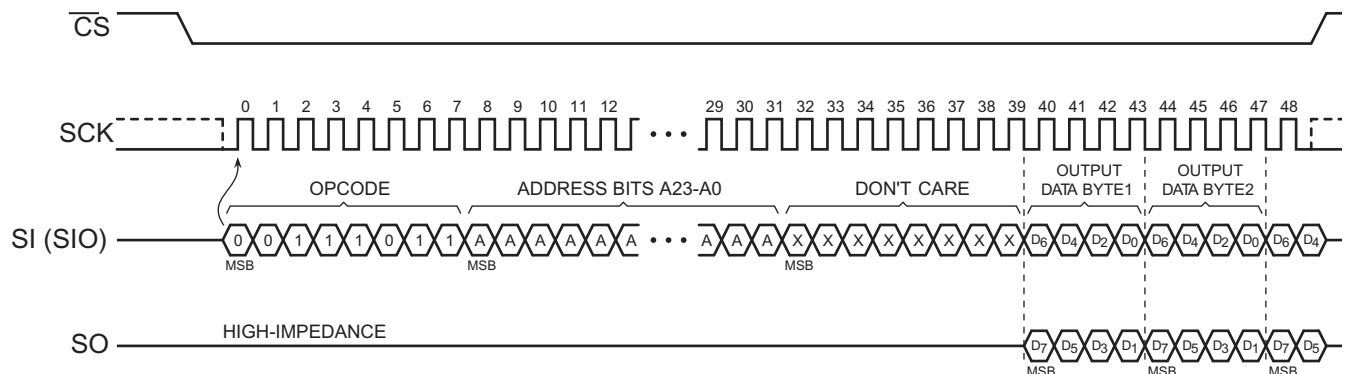 CS
SCK
0 1 2 3 4 5 6 7 8 9 10 11 12 29 30 31 32 33 34 35 36 37 38 39 40 41 42 43 44 45 46 47 48
OPCODE
ADDRESS BITS A23-A0
DON'T CARE
OUTPUT
DATA BYTE1
OUTPUT
DATA BYTE2
SI (SIO)
0 0 1 1 1 0 1 1 A A A A A A A A A X X X X X X X X D6 D4 D2 D0 D6 D4 D2 D0 D6 D4
MSB MSB MSB
HIGH-IMPEDANCE
SO
D7 D5 D3 D1 D7 D5 D3 D1 D7 D5
MSB MSB MSB